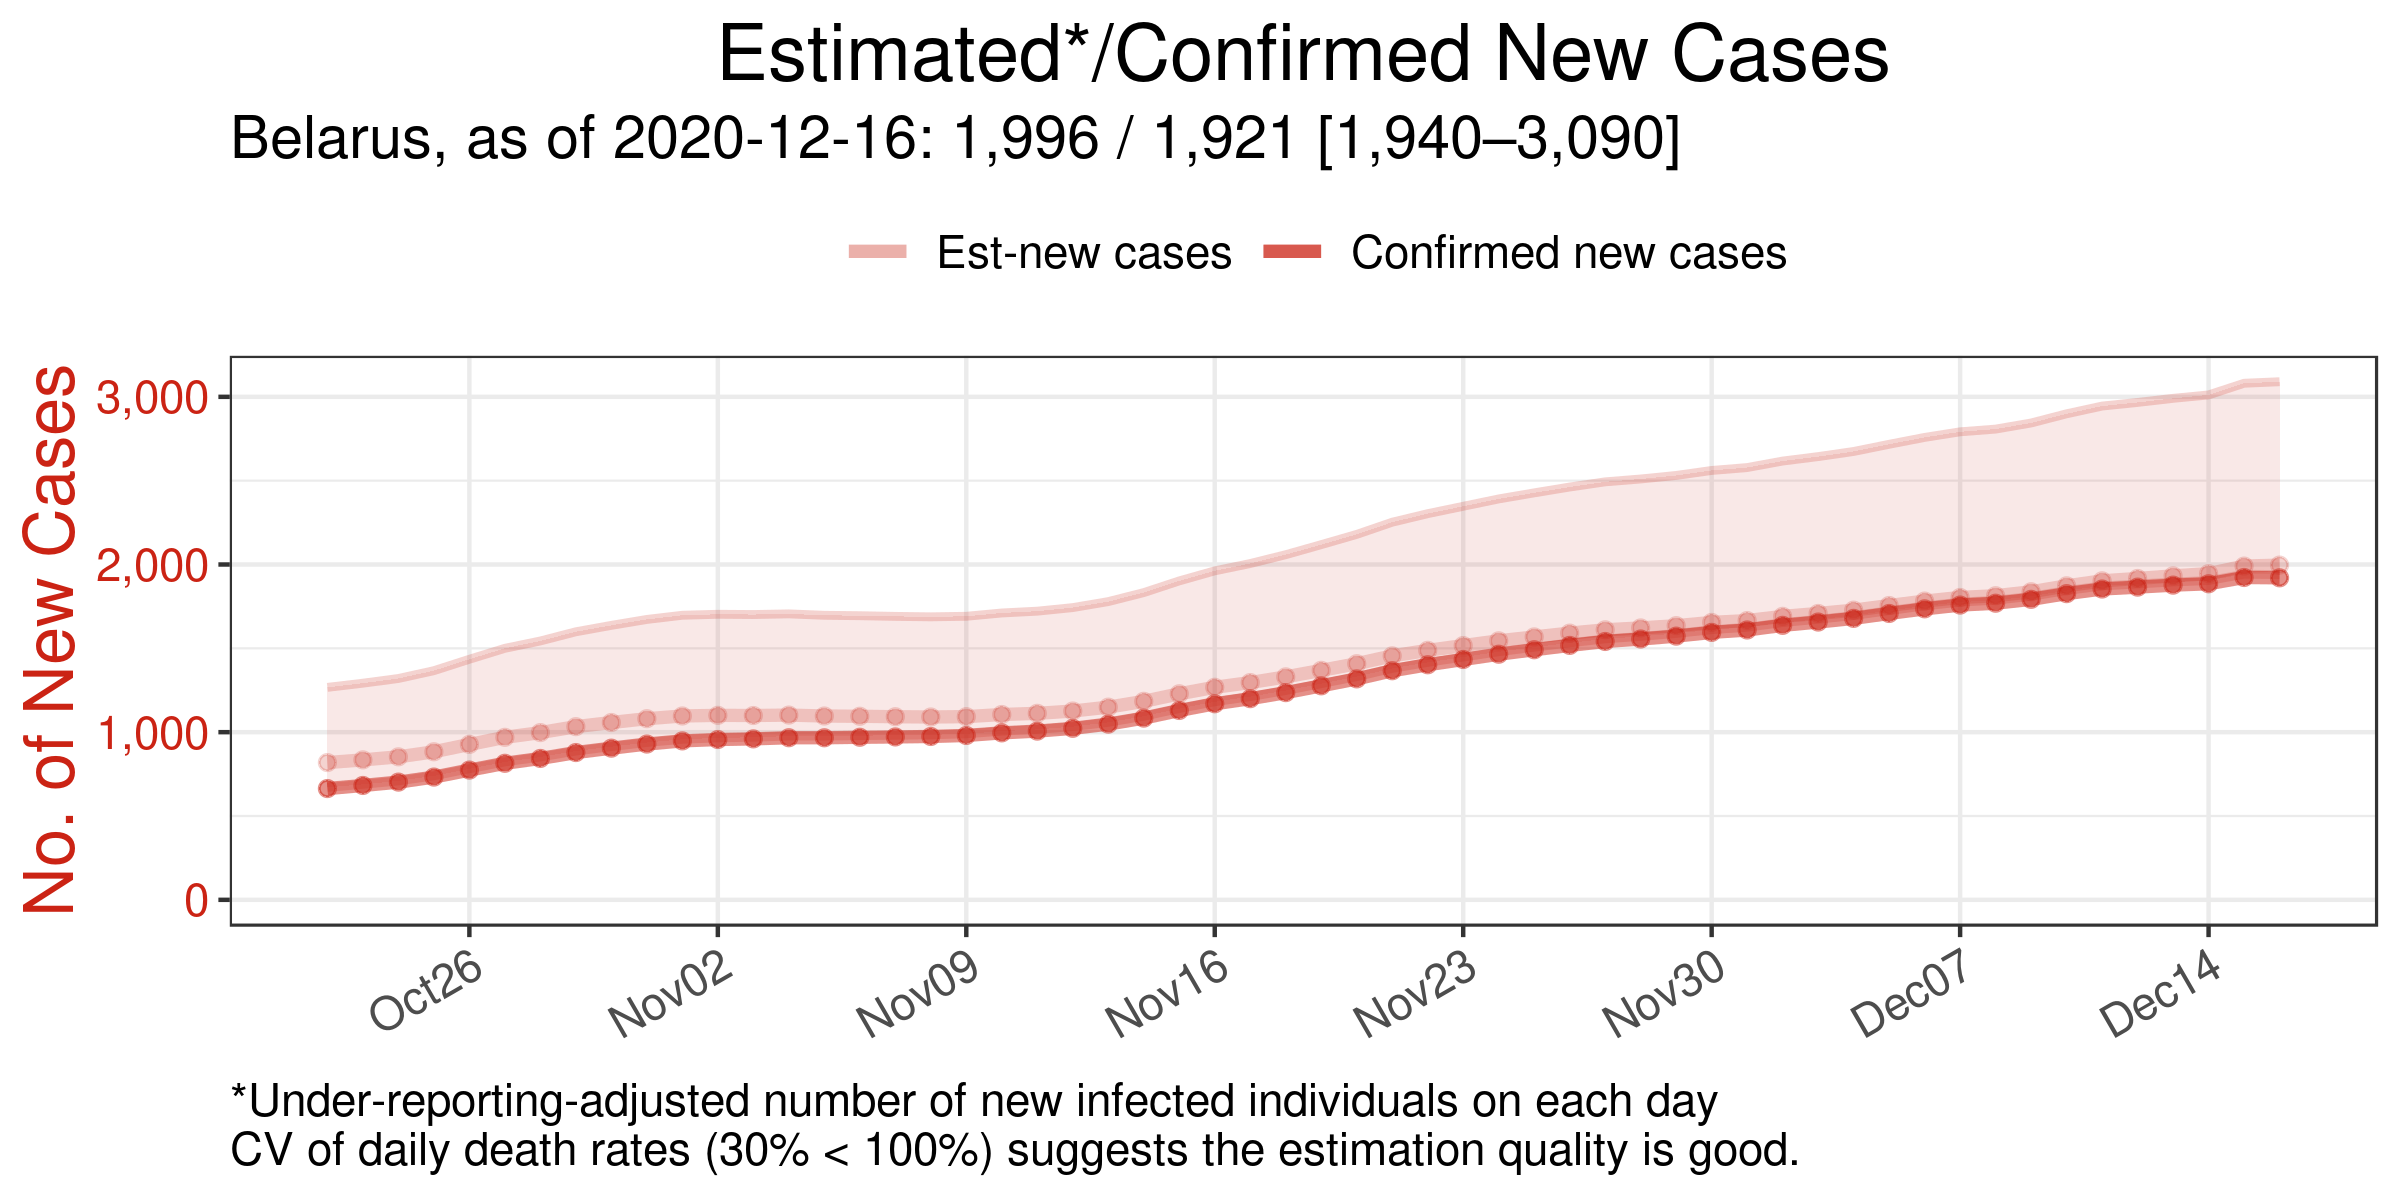 Estimated*/Confirmed New Cases
Belarus, as of 2020-12-16: 1,996 / 1,921 [1,940–3,090]
Est-new cases
Confirmed new cases
No. of New Cases
3,000
2,000
1,000
0
Oct26
Nov02
Nov09
Nov16
Nov23
Nov30
Dec07
Dec14
*Under-reporting-adjusted number of new infected individuals on each day
CV of daily death rates (30% < 100%) suggests the estimation quality is good.